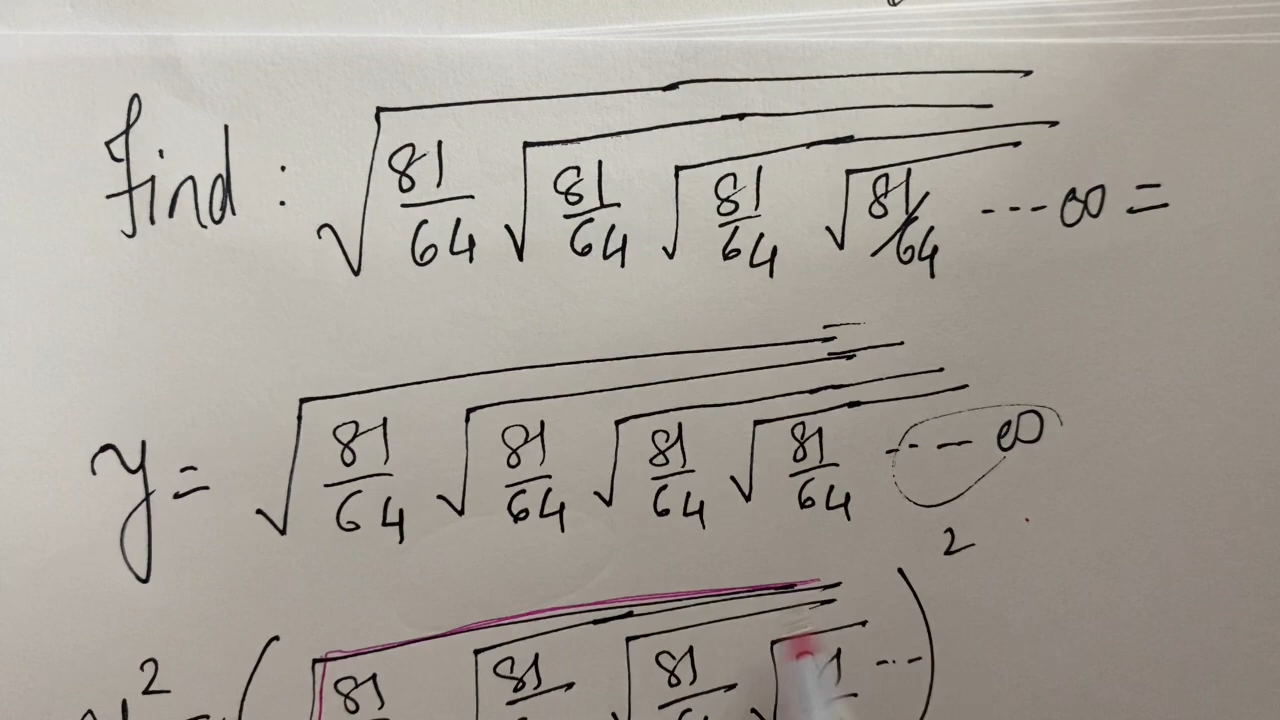 find : √81/64 √81/64 √81/64 √81/64 ---∞ =
y = √81/64 √81/64 √81/64 √81/64 ---- ∞
2
2 ( √81 √81 √81 --- )